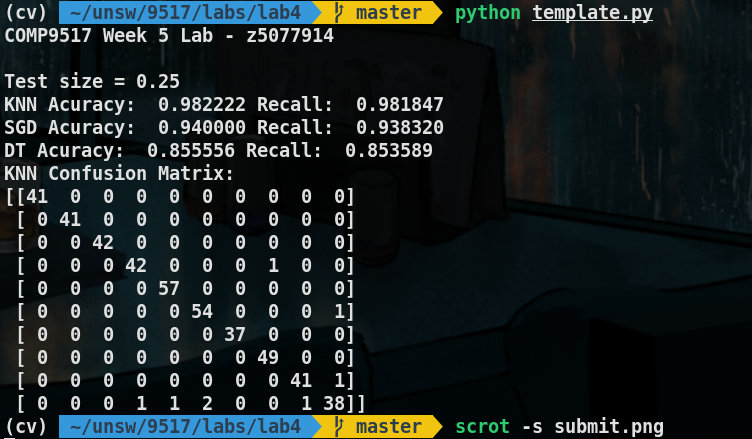 (cv) ~/unsw/9517/labs/lab4 master python template.py
COMP9517 Week 5 Lab - z5077914
Test size = 0.25
KNN Acuracy:  0.982222 Recall:  0.981847
SGD Acuracy:  0.940000 Recall:  0.938320
DT Acuracy:  0.855556 Recall:  0.853589
KNN Confusion Matrix:
[[41  0  0  0  0  0  0  0  0  0]
 [ 0 41  0  0  0  0  0  0  0  0]
 [ 0  0 42  0  0  0  0  0  0  0]
 [ 0  0  0 42  0  0  0  1  0  0]
 [ 0  0  0  0 57  0  0  0  0  0]
 [ 0  0  0  0  0 54  0  0  0  1]
 [ 0  0  0  0  0  0 37  0  0  0]
 [ 0  0  0  0  0  0  0 49  0  0]
 [ 0  0  0  0  0  0  0  0 41  1]
 [ 0  0  0  1  1  2  0  0  1 38]]
(cv) ~/unsw/9517/labs/lab4 master scrot -s submit.png